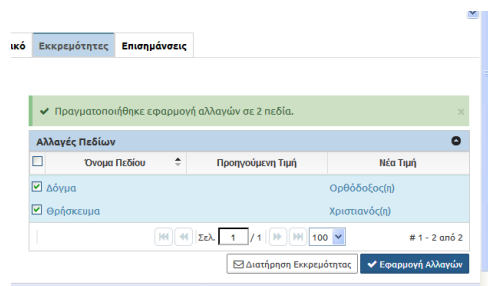 ικό Εκκρεμότητες Επισημάνσεις
Πραγματοποιήθηκε εφαρμογή αλλαγών σε 2 πεδία. ×
Αλλαγές Πεδίων
Όνομα Πεδίου Προηγούμενη Τιμή Νέα Τιμή
Δόγμα Ορθόδοξος(η)
Θρήσκευμα Χριστιανός(η)
Σελ. 1 / 1 100 # 1 - 2 από 2
Διατήρηση Εκκρεμότητας Εφαρμογή Αλλαγών